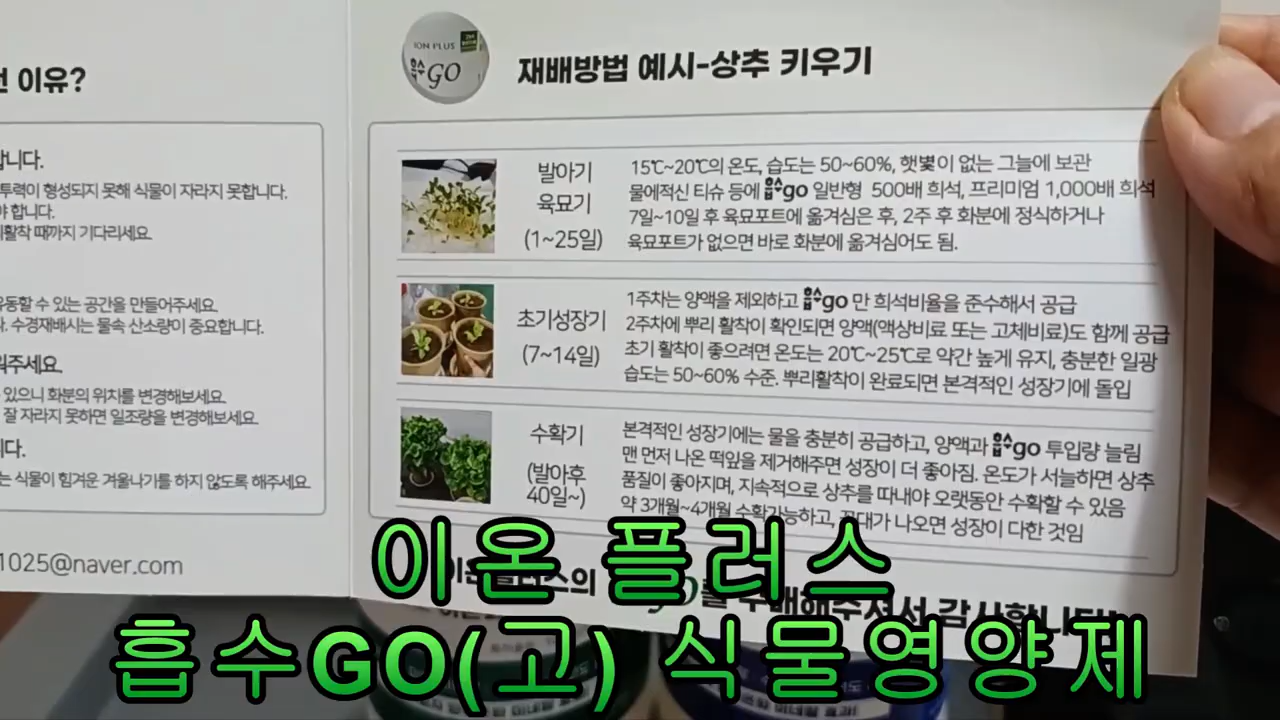 이유?
ION PLUS
흡수GO
재배방법 예시-상추 키우기
합니다.
투력이 형성되지 못해 식물이 자라지 못합니다.
합니다.
활착 때까지 기다리세요.
유동할 수 있는 공간을 만들어주세요.
수경재배시는 물속 산소량이 중요합니다.
있으니 화분의 위치를 변경해보세요.
잘 자라지 못하면 일조량을 변경해보세요.
식물이 힘겨운 겨울나기를 하지 않도록 해주세요.
1025@naver.com
발아기
육묘기
(1~25일)
15℃~20℃의 온도, 습도는 50~60%, 햇볓이 없는 그늘에 보관
물에적신 티슈 등에 흡수go 일반형 500배 희석, 프리미엄 1,000배 희석
7일~10일 후 육묘포트에 옮겨심은 후, 2주 후 화분에 정식하거나
육묘포트가 없으면 바로 화분에 옮겨심어도 됨.
초기성장기
(7~14일)
1주차는 양액을 제외하고 흡수go 만 희석비율을 준수해서 공급
2주차에 뿌리 활착이 확인되면 양액(액상비료 또는 고체비료)도 함께 공급
초기 활착이 좋으려면 온도는 20℃~25℃로 약간 높게 유지, 충분한 일광
습도는 50~60% 수준. 뿌리활착이 완료되면 본격적인 성장기에 돌입
수확기
(발아후
40일~)
본격적인 성장기에는 물을 충분히 공급하고, 양액과 흡수go 투입량 늘림
맨 먼저 나온 떡잎을 제거해주면 성장이 더 좋아짐. 온도가 서늘하면 상추
품질이 좋아지며, 지속적으로 상추를 따내야 오랫동안 수확할 수 있음
약 3개월~4개월 수확가능하고, 꽃대가 나오면 성장이 다한 것임
이온 플러스
흡수GO(고) 식물영양제